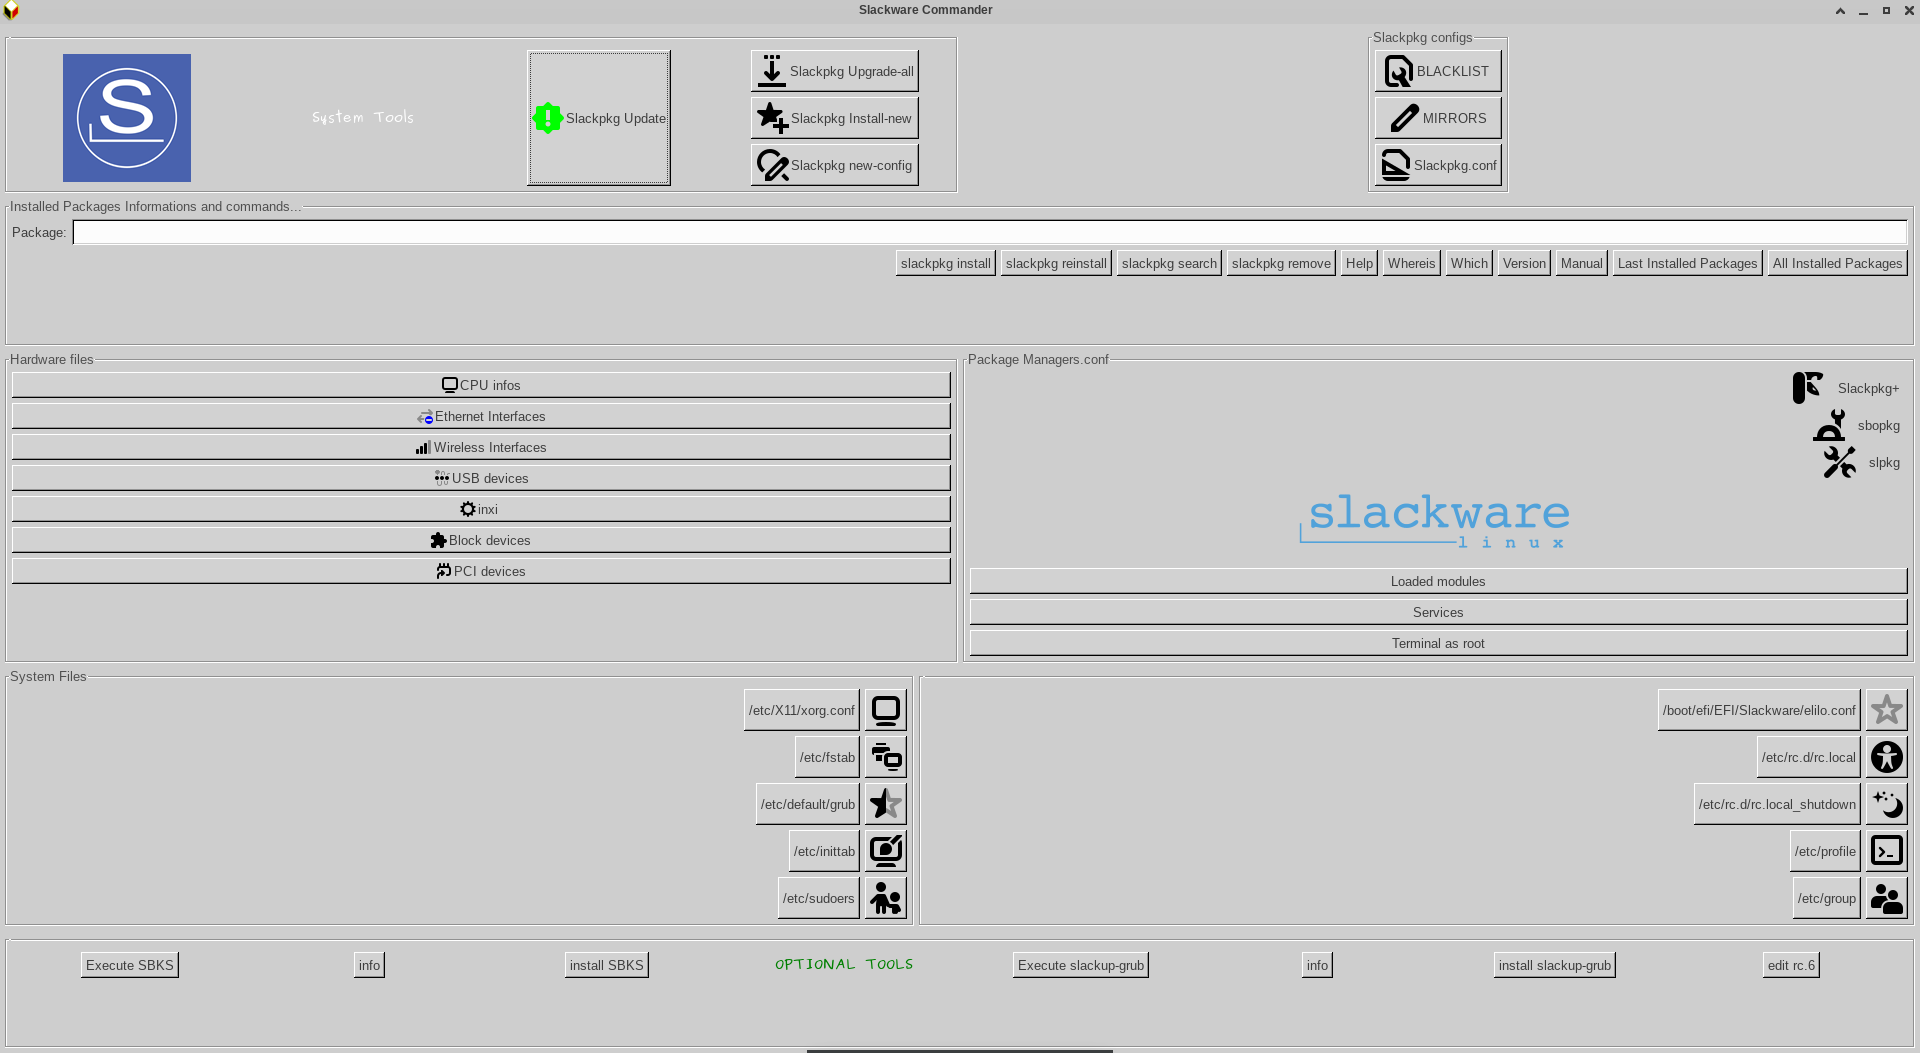 Slackware Commander
S
System Tools
Slackpkg Update
Slackpkg Upgrade-all
Slackpkg Install-new
Slackpkg new-config
Slackpkg configs
BLACKLIST
MIRRORS
Slackpkg.conf
Installed Packages Informations and commands...
Package:
slackpkg install slackpkg reinstall slackpkg search slackpkg remove Help Whereis Which Version Manual Last Installed Packages All Installed Packages
Hardware files
CPU infos
Ethernet Interfaces
Wireless Interfaces
USB devices
inxi
Block devices
PCI devices
Package Managers.conf
Slackpkg+
sbopkg
slpkg
slackware
linux
Loaded modules
Services
Terminal as root
System Files
/etc/X11/xorg.conf
/etc/fstab
/etc/default/grub
/etc/inittab
/etc/sudoers
/boot/efi/EFI/Slackware/elilo.conf
/etc/rc.d/rc.local
/etc/rc.d/rc.local_shutdown
/etc/profile
/etc/group
Execute SBKS info install SBKS OPTIONAL TOOLS Execute slackup-grub info install slackup-grub edit rc.6